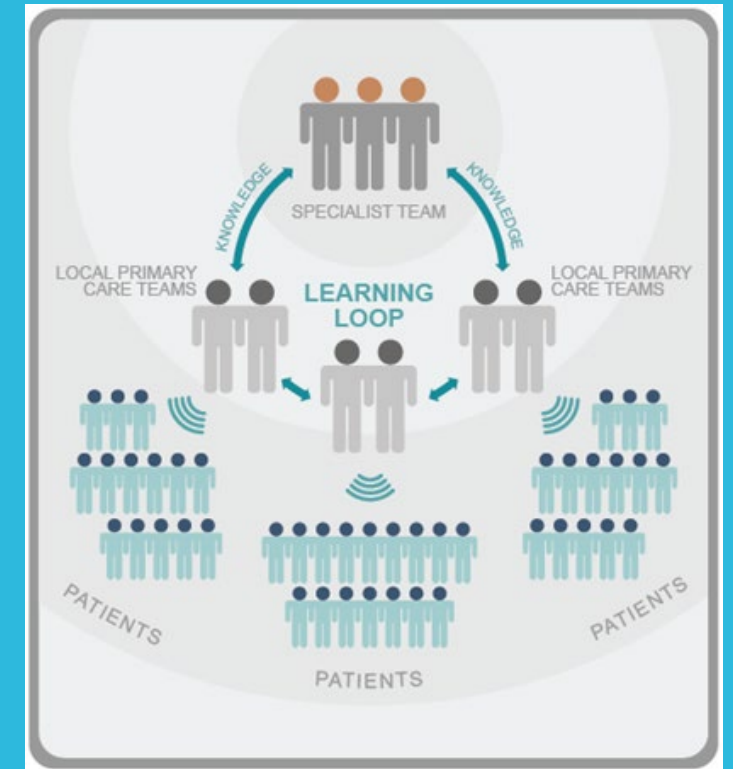 SPECIALIST TEAM
KNOWLEDGE
KNOWLEDGE
LOCAL PRIMARY
CARE TEAMS
LEARNING
LOOP
LOCAL PRIMARY
CARE TEAMS
PATIENTS
PATIENTS
PATIENTS